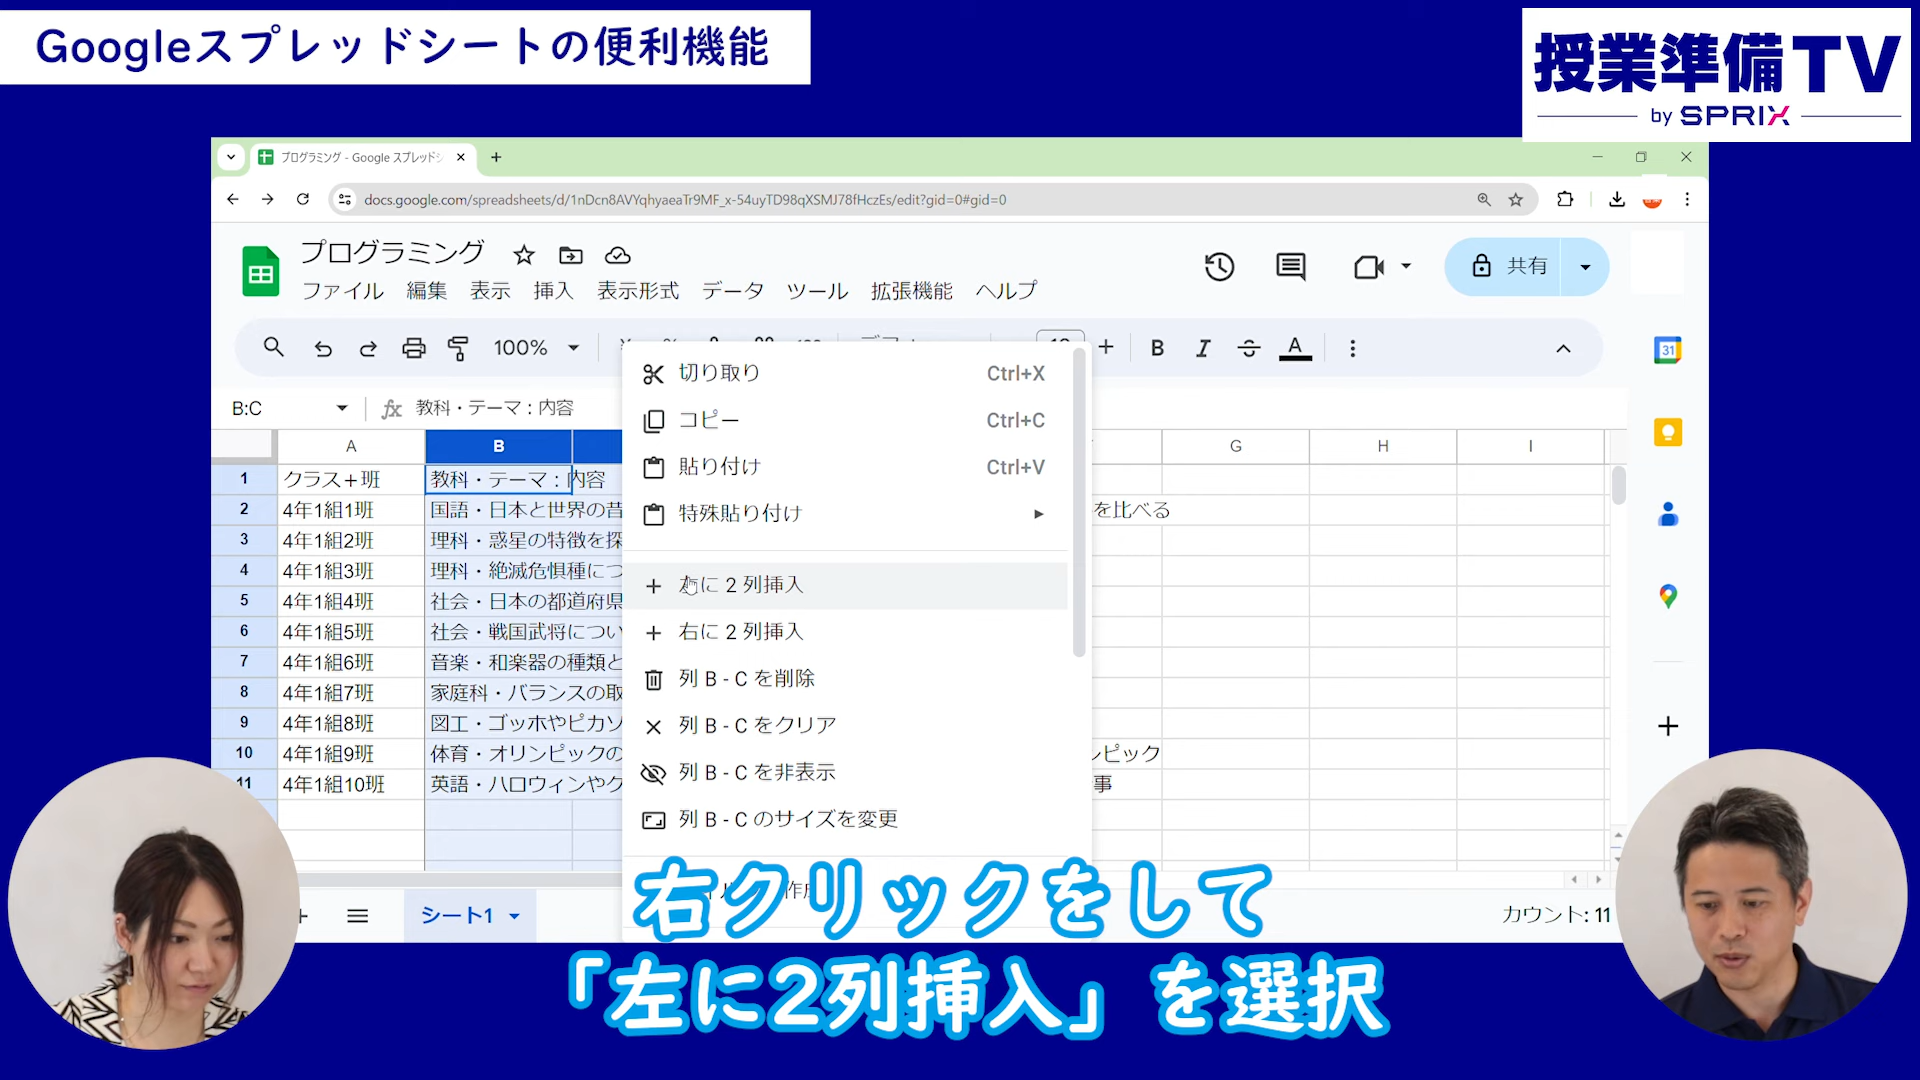 Googleスプレッドシートの便利機能
授業準備TV
by SPRIX
プログラミング - Google スプレッドシ
docs.google.com/spreadsheets/d/1nDcn8AVYqhyaeaTr9MF_x-54uyTD98qXSMJ78fHczEs/edit?gid=0#gid=0
プログラミング
ファイル 編集 表示 挿入 表示形式 データ ツール 拡張機能 ヘルプ
共有
100%
B I A
31
B:C
fx 教科・テーマ：内容
A B G H I
1 クラス＋班 教科・テーマ：内容
2 4年1組1班 国語・日本と世界の昔 を比べる
3 4年1組2班 理科・惑星の特徴を探
4 4年1組3班 理科・絶滅危惧種につ
5 4年1組4班 社会・日本の都道府県
6 4年1組5班 社会・戦国武将につい
7 4年1組6班 音楽・和楽器の種類と
8 4年1組7班 家庭科・バランスの取
9 4年1組8班 図工・ゴッホやピカソ
10 4年1組9班 体育・オリンピックの ンピック
11 4年1組10班 英語・ハロウィンやク 事
切り取り Ctrl+X
コピー Ctrl+C
貼り付け Ctrl+V
特殊貼り付け
左に 2 列挿入
右に 2 列挿入
列 B - C を削除
列 B - C をクリア
列 B - C を非表示
列 B - C のサイズを変更
シート1
カウント: 11
右クリックをして
「左に2列挿入」を選択